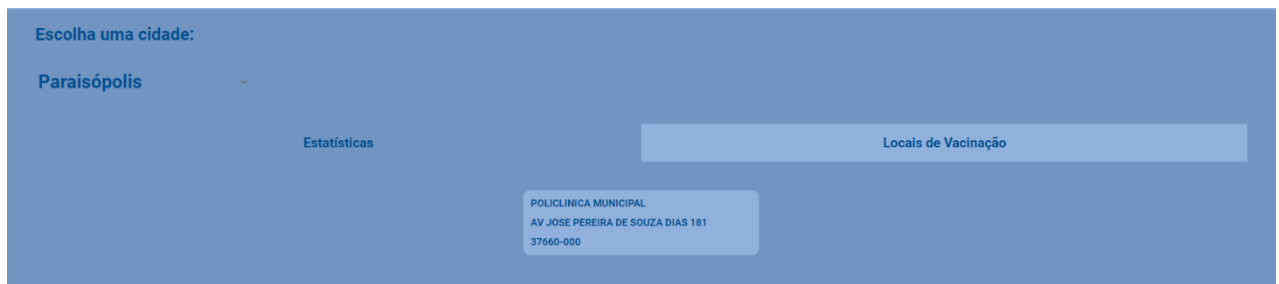 Escolha uma cidade:
Paraisópolis
Estatísticas
Locais de Vacinação
POLICLINICA MUNICIPAL
AV JOSE PEREIRA DE SOUZA DIAS 181
37660-000